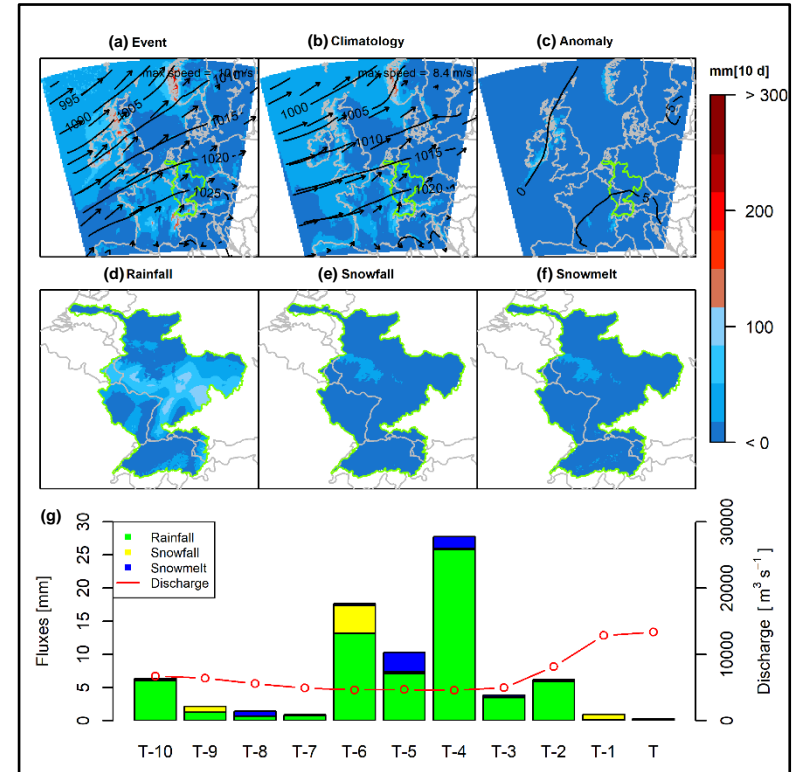 (a) Event
(b) Climatology
(c) Anomaly
mm[10 d]
max speed = 10 m/s
max speed = 8.4 m/s
995
1000
1005
1010
1015
1020
1025
1000
1005
1010
1015
1020
0
5
> 300
200
100
< 0
(d) Rainfall
(e) Snowfall
(f) Snowmelt
(g)
Rainfall
Snowfall
Snowmelt
Discharge
Fluxes [mm]
30
25
20
15
10
5
0
Discharge [ m³ s⁻¹ ]
30000
20000
10000
0
T-10 T-9 T-8 T-7 T-6 T-5 T-4 T-3 T-2 T-1 T